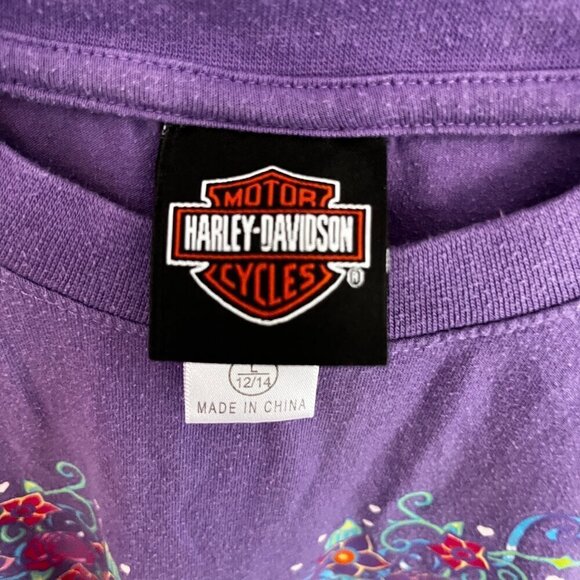 MOTOR
HARLEY-DAVIDSON
CYCLES
®
L
12/14
MADE IN CHINA